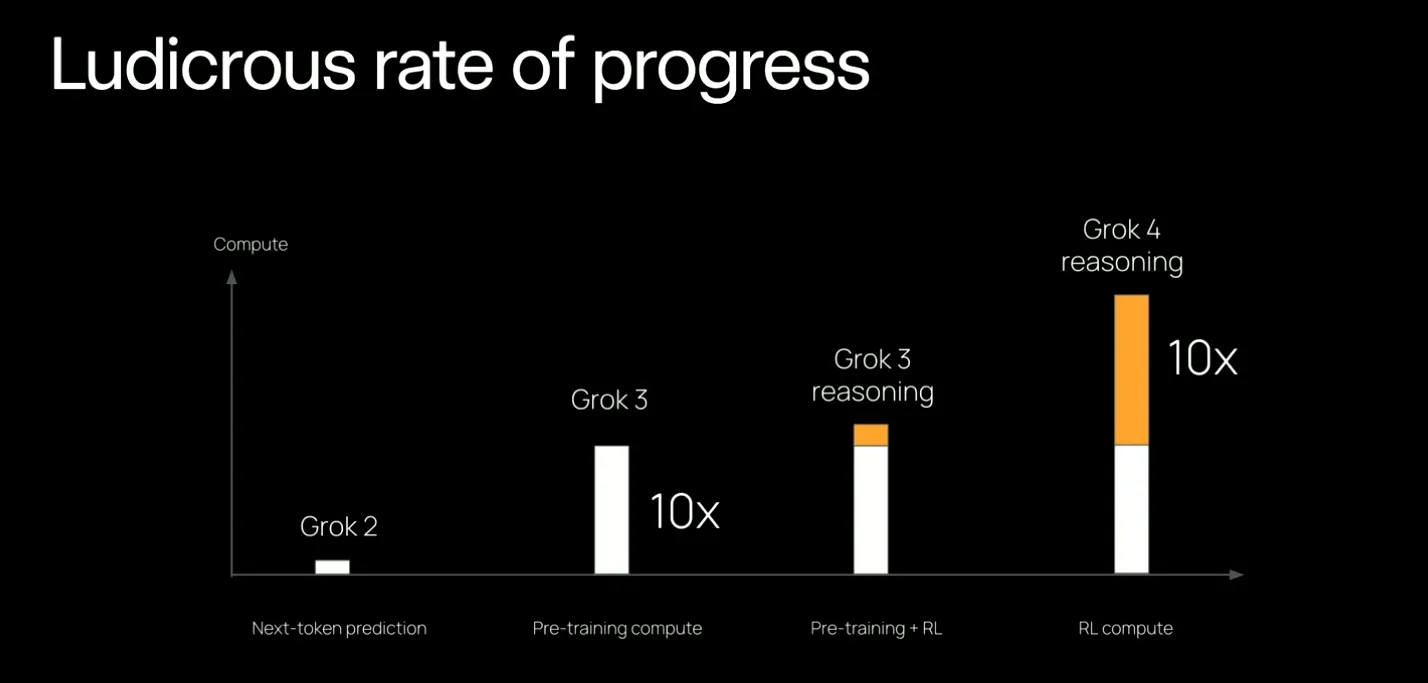 Ludicrous rate of progress
Compute
Grok 2
Grok 3
10x
Grok 3
reasoning
Grok 4
reasoning
10x
Next-token prediction
Pre-training compute
Pre-training + RL
RL compute